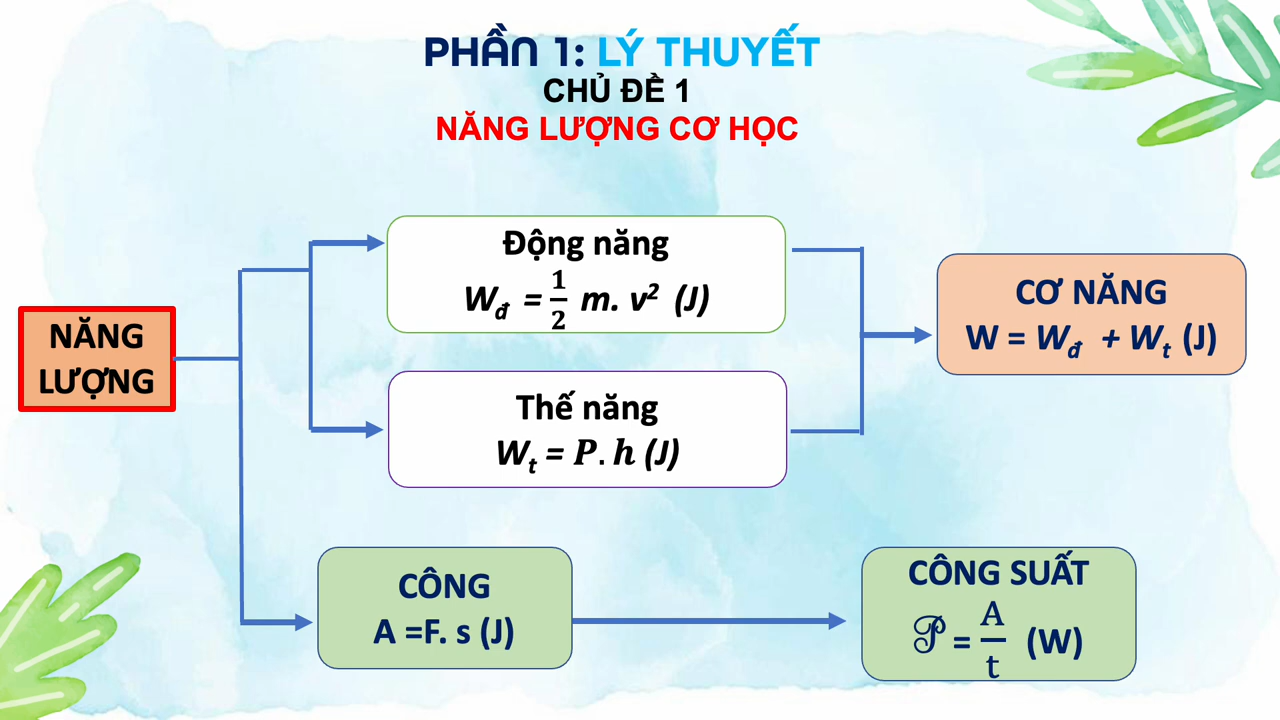 PHẦN 1: LÝ THUYẾT
CHỦ ĐỀ 1
NĂNG LƯỢNG CƠ HỌC
NĂNG
LƯỢNG
Động năng
Wđ = 1/2 m. v² (J)
Thế năng
Wt = P. h (J)
CƠ NĂNG
W = Wđ + Wt (J)
CÔNG
A =F. s (J)
CÔNG SUẤT
𝒫 = A/t (W)